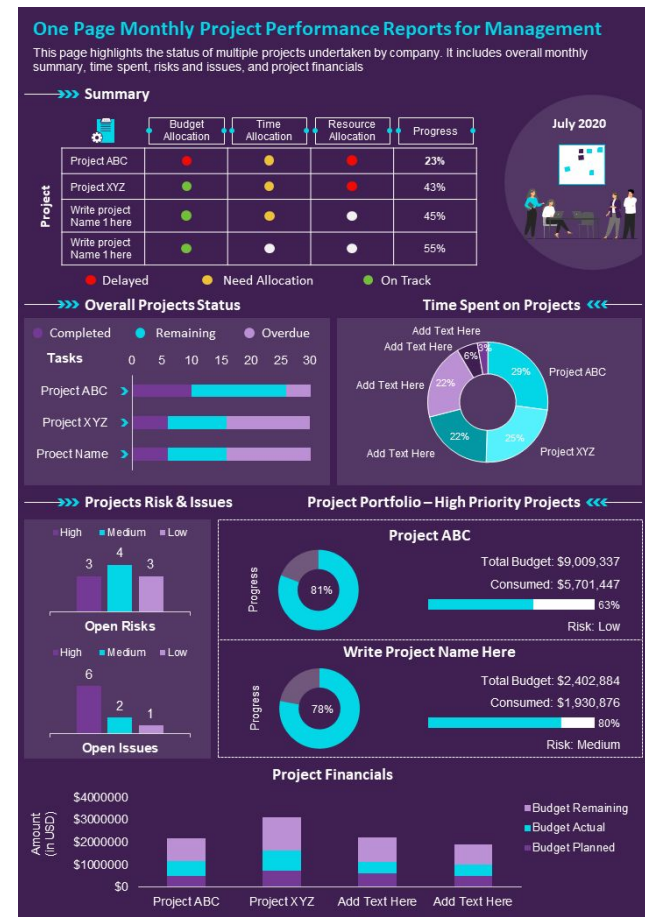 One Page Monthly Project Performance Reports for Management
This page highlights the status of multiple projects undertaken by company. It includes overall monthly
summary, time spent, risks and issues, and project financials
Summary
Budget Allocation
Time Allocation
Resource Allocation
Progress
July 2020
Project
Project ABC
23%
Project XYZ
43%
Write project
Name 1 here
45%
Write project
Name 1 here
55%
Delayed
Need Allocation
On Track
Overall Projects Status
Completed
Remaining
Overdue
Tasks
0 5 10 15 20 25 30
Project ABC
Project XYZ
Proect Name
Time Spent on Projects
Add Text Here
Add Text Here
Add Text Here
Add Text Here
Project ABC
Project XYZ
3%
6%
29%
22%
22%
25%
Projects Risk & Issues
High Medium Low
3
4
3
Open Risks
High Medium Low
6
2
1
Open Issues
Project Portfolio – High Priority Projects
Project ABC
Progress
81%
Total Budget: $9,009,337
Consumed: $5,701,447
63%
Risk: Low
Write Project Name Here
Progress
78%
Total Budget: $2,402,884
Consumed: $1,930,876
80%
Risk: Medium
Project Financials
Amount
(in USD)
$4000000
$3000000
$2000000
$1000000
$0
Project ABC
Project XYZ
Add Text Here
Add Text Here
Budget Remaining
Budget Actual
Budget Planned